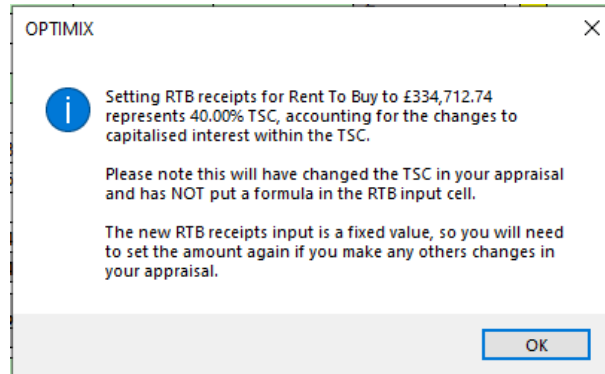 OPTIMIX
Setting RTB receipts for Rent To Buy to £334,712.74
represents 40.00% TSC, accounting for the changes to
capitalised interest within the TSC.
Please note this will have changed the TSC in your appraisal
and has NOT put a formula in the RTB input cell.
The new RTB receipts input is a fixed value, so you will need
to set the amount again if you make any others changes in
your appraisal.
OK